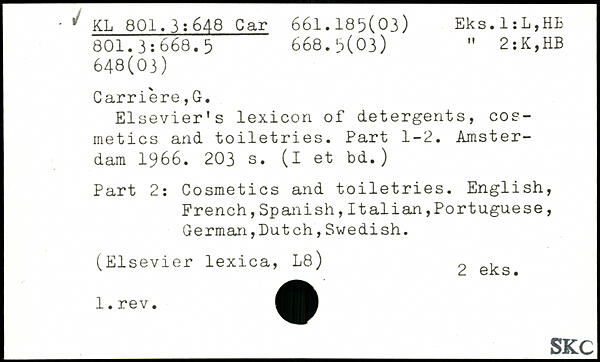 KL 801.3:648 Car 661.185(03) Eks.1:L,HB
801.3:668.5 668.5(03) " 2:K,HB
648(03)
Carrière,G.
Elsevier's lexicon of detergents, cos-
metics and toiletries. Part 1-2. Amster-
dam 1966. 203 s. (I et bd.)
Part 2: Cosmetics and toiletries. English,
French,Spanish,Italian,Portuguese,
German,Dutch,Swedish.
(Elsevier lexica, L8)
2 eks.
1.rev.
SKC